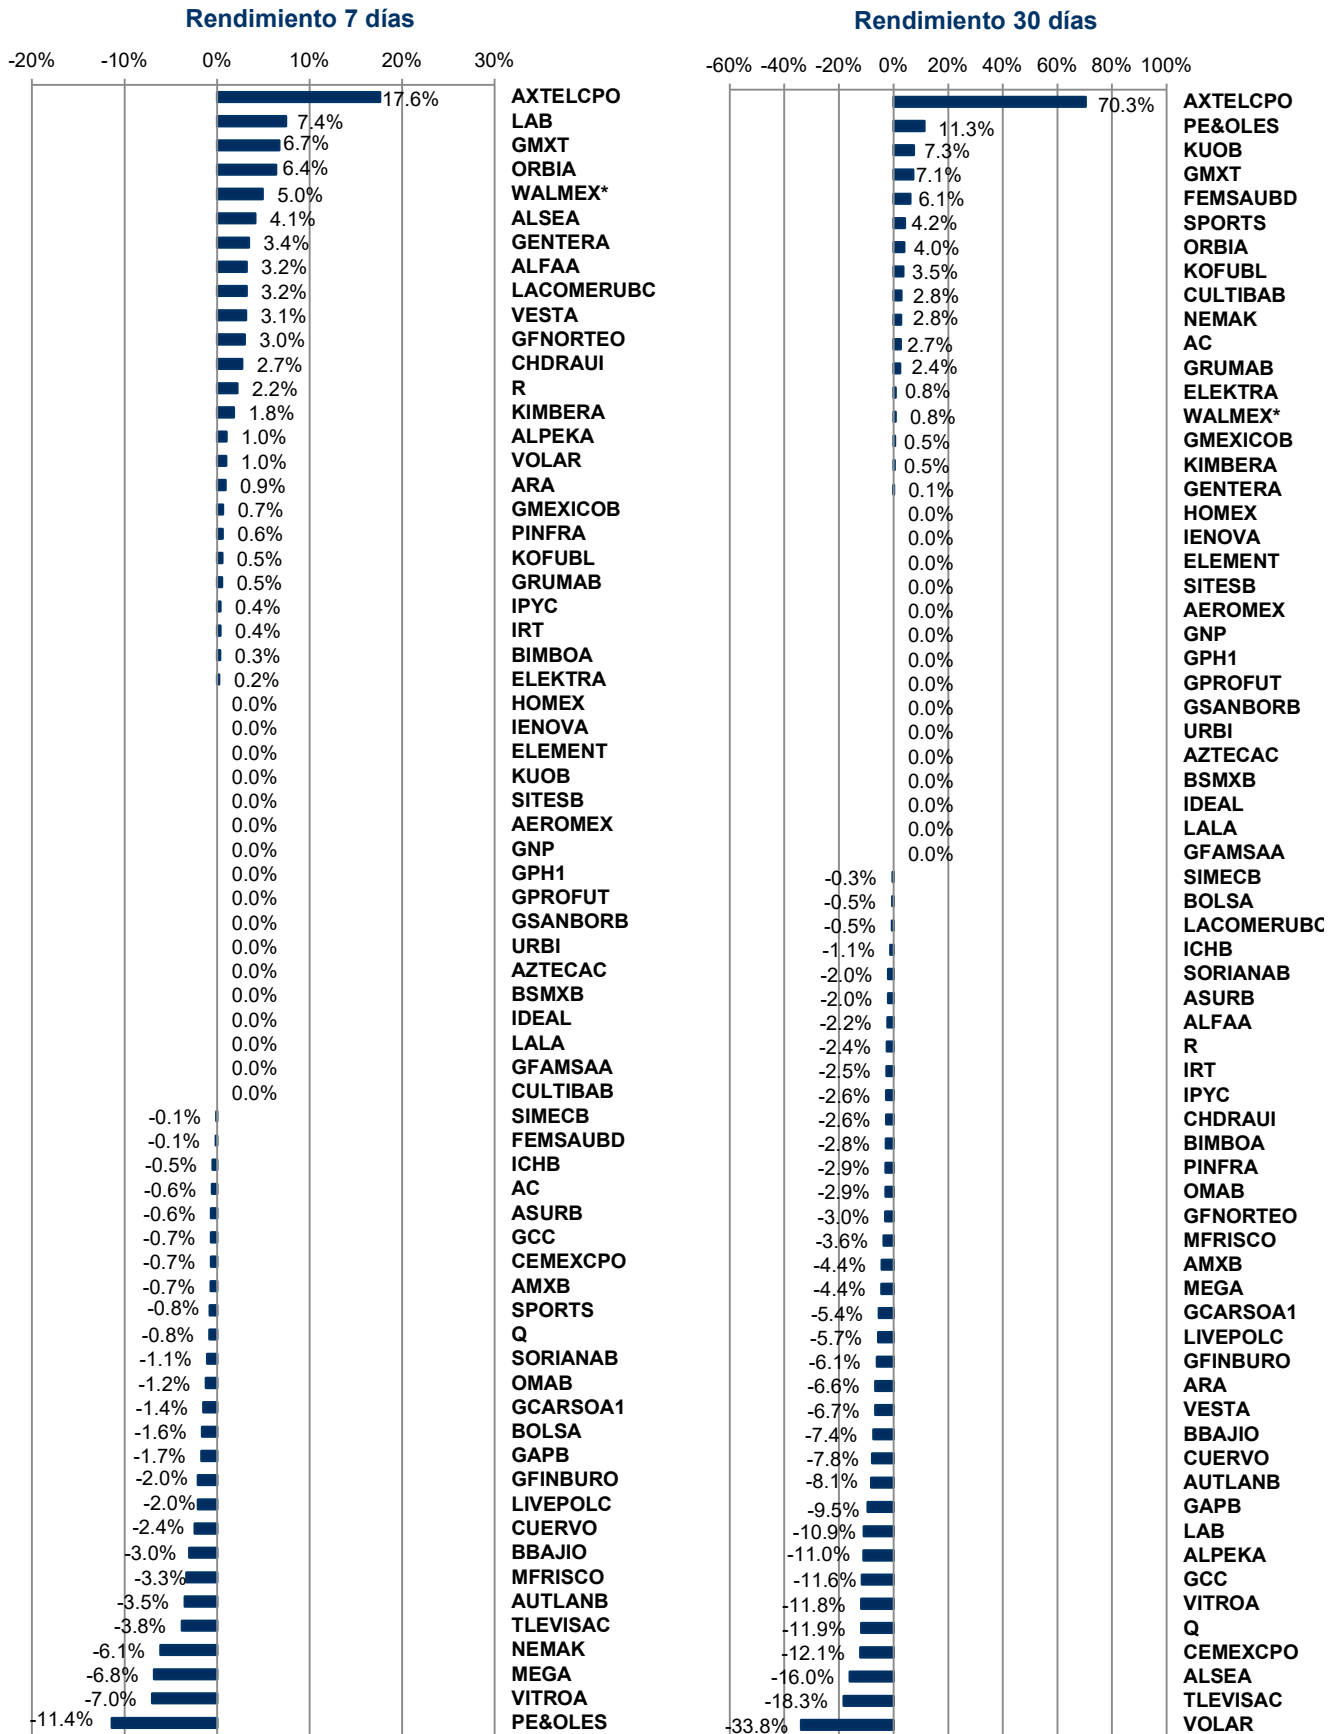 Rendimiento 7 días
-20% -10% 0% 10% 20% 30%
17.6% AXTELCPO
7.4% LAB
6.7% GMXT
6.4% ORBIA
5.0% WALMEX*
4.1% ALSEA
3.4% GENTERA
3.2% ALFAA
3.2% LACOMERUBC
3.1% VESTA
3.0% GFNORTEO
2.7% CHDRAUI
2.2% R
1.8% KIMBERA
1.0% ALPEKA
1.0% VOLAR
0.9% ARA
0.7% GMEXICOB
0.6% PINFRA
0.5% KOFUBL
0.5% GRUMAB
0.4% IPYC
0.4% IRT
0.3% BIMBOA
0.2% ELEKTRA
0.0% HOMEX
0.0% IENOVA
0.0% ELEMENT
0.0% KUOB
0.0% SITESB
0.0% AEROMEX
0.0% GNP
0.0% GPH1
0.0% GPROFUT
0.0% GSANBORB
0.0% URBI
0.0% AZTECAC
0.0% BSMXB
0.0% IDEAL
0.0% LALA
0.0% GFAMSAA
0.0% CULTIBAB
-0.1% SIMECB
-0.1% FEMSAUBD
-0.5% ICHB
-0.6% AC
-0.6% ASURB
-0.7% GCC
-0.7% CEMEXCPO
-0.7% AMXB
-0.8% SPORTS
-0.8% Q
-1.1% SORIANAB
-1.2% OMAB
-1.4% GCARSOA1
-1.6% BOLSA
-1.7% GAPB
-2.0% GFINBURO
-2.0% LIVEPOLC
-2.4% CUERVO
-3.0% BBAJIO
-3.3% MFRISCO
-3.5% AUTLANB
-3.8% TLEVISAC
-6.1% NEMAK
-6.8% MEGA
-7.0% VITROA
-11.4% PE&OLES
Rendimiento 30 días
-60% -40% -20% 0% 20% 40% 60% 80% 100%
70.3% AXTELCPO
11.3% PE&OLES
7.3% KUOB
7.1% GMXT
6.1% FEMSAUBD
4.2% SPORTS
4.0% ORBIA
3.5% KOFUBL
2.8% CULTIBAB
2.8% NEMAK
2.7% AC
2.4% GRUMAB
0.8% ELEKTRA
0.8% WALMEX*
0.5% GMEXICOB
0.5% KIMBERA
0.1% GENTERA
0.0% HOMEX
0.0% IENOVA
0.0% ELEMENT
0.0% SITESB
0.0% AEROMEX
0.0% GNP
0.0% GPH1
0.0% GPROFUT
0.0% GSANBORB
0.0% URBI
0.0% AZTECAC
0.0% BSMXB
0.0% IDEAL
0.0% LALA
0.0% GFAMSAA
-0.3% SIMECB
-0.5% BOLSA
-0.5% LACOMERUBC
-1.1% ICHB
-2.0% SORIANAB
-2.0% ASURB
-2.2% ALFAA
-2.4% R
-2.5% IRT
-2.6% IPYC
-2.6% CHDRAUI
-2.8% BIMBOA
-2.9% PINFRA
-2.9% OMAB
-3.0% GFNORTEO
-3.6% MFRISCO
-4.4% AMXB
-4.4% MEGA
-5.4% GCARSOA1
-5.7% LIVEPOLC
-6.1% GFINBURO
-6.6% ARA
-6.7% VESTA
-7.4% BBAJIO
-7.8% CUERVO
-8.1% AUTLANB
-9.5% GAPB
-10.9% LAB
-11.0% ALPEKA
-11.6% GCC
-11.8% VITROA
-11.9% Q
-12.1% CEMEXCPO
-16.0% ALSEA
-18.3% TLEVISAC
-33.8% VOLAR